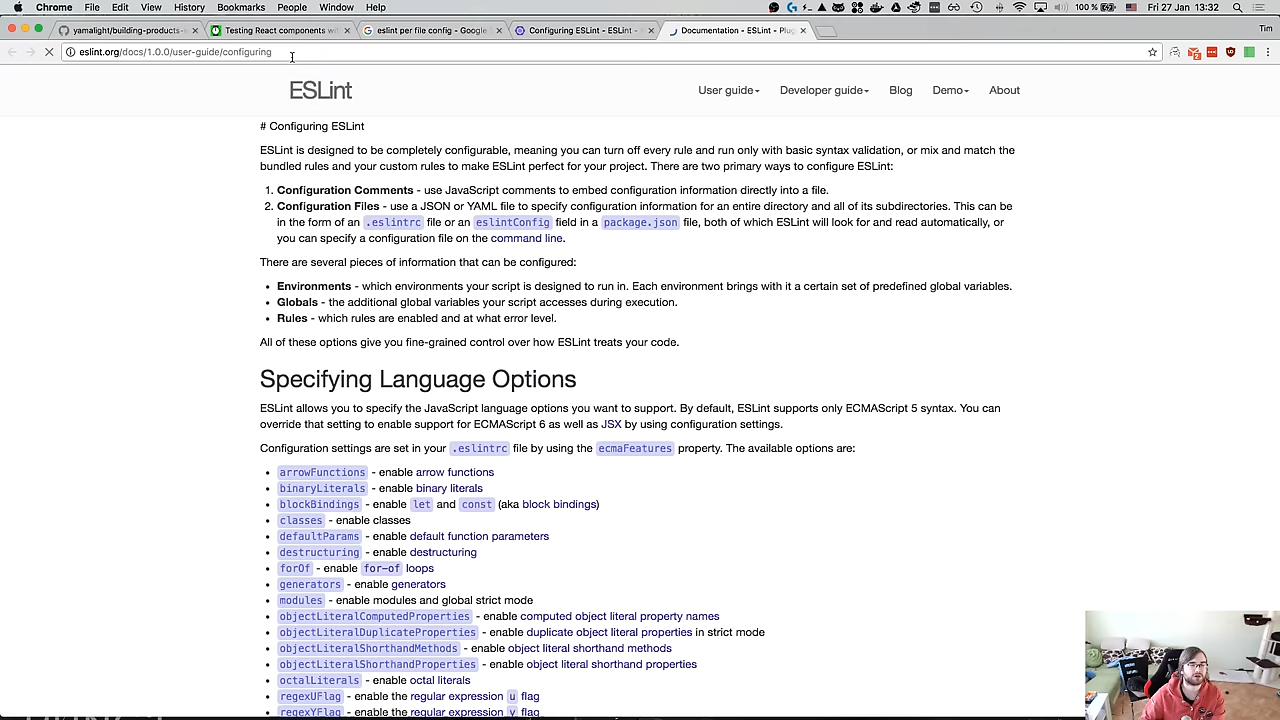 Chrome File Edit View History Bookmarks People Window Help 100 % Fri 27 Jan 13:32
yamalight/building-products- Testing React components wi eslint per file config - Google Configuring ESLint - ESLint - Documentation - ESLint - Plug Tim
eslint.org/docs/1.0.0/user-guide/configuring
ESLint User guide Developer guide Blog Demo About
# Configuring ESLint
ESLint is designed to be completely configurable, meaning you can turn off every rule and run only with basic syntax validation, or mix and match the
bundled rules and your custom rules to make ESLint perfect for your project. There are two primary ways to configure ESLint:
1. Configuration Comments - use JavaScript comments to embed configuration information directly into a file.
2. Configuration Files - use a JSON or YAML file to specify configuration information for an entire directory and all of its subdirectories. This can be
in the form of an .eslintrc file or an eslintConfig field in a package.json file, both of which ESLint will look for and read automatically, or
you can specify a configuration file on the command line.
There are several pieces of information that can be configured:
• Environments - which environments your script is designed to run in. Each environment brings with it a certain set of predefined global variables.
• Globals - the additional global variables your script accesses during execution.
• Rules - which rules are enabled and at what error level.
All of these options give you fine-grained control over how ESLint treats your code.
Specifying Language Options
ESLint allows you to specify the JavaScript language options you want to support. By default, ESLint supports only ECMAScript 5 syntax. You can
override that setting to enable support for ECMAScript 6 as well as JSX by using configuration settings.
Configuration settings are set in your .eslintrc file by using the ecmaFeatures property. The available options are:
• arrowFunctions - enable arrow functions
• binaryLiterals - enable binary literals
• blockBindings - enable let and const (aka block bindings)
• classes - enable classes
• defaultParams - enable default function parameters
• destructuring - enable destructuring
• forOf - enable for-of loops
• generators - enable generators
• modules - enable modules and global strict mode
• objectLiteralComputedProperties - enable computed object literal property names
• objectLiteralDuplicateProperties - enable duplicate object literal properties in strict mode
• objectLiteralShorthandMethods - enable object literal shorthand methods
• objectLiteralShorthandProperties - enable object literal shorthand properties
• octalLiterals - enable octal literals
• regexUFlag - enable the regular expression u flag
• regexYFlag - enable the regular expression y flag